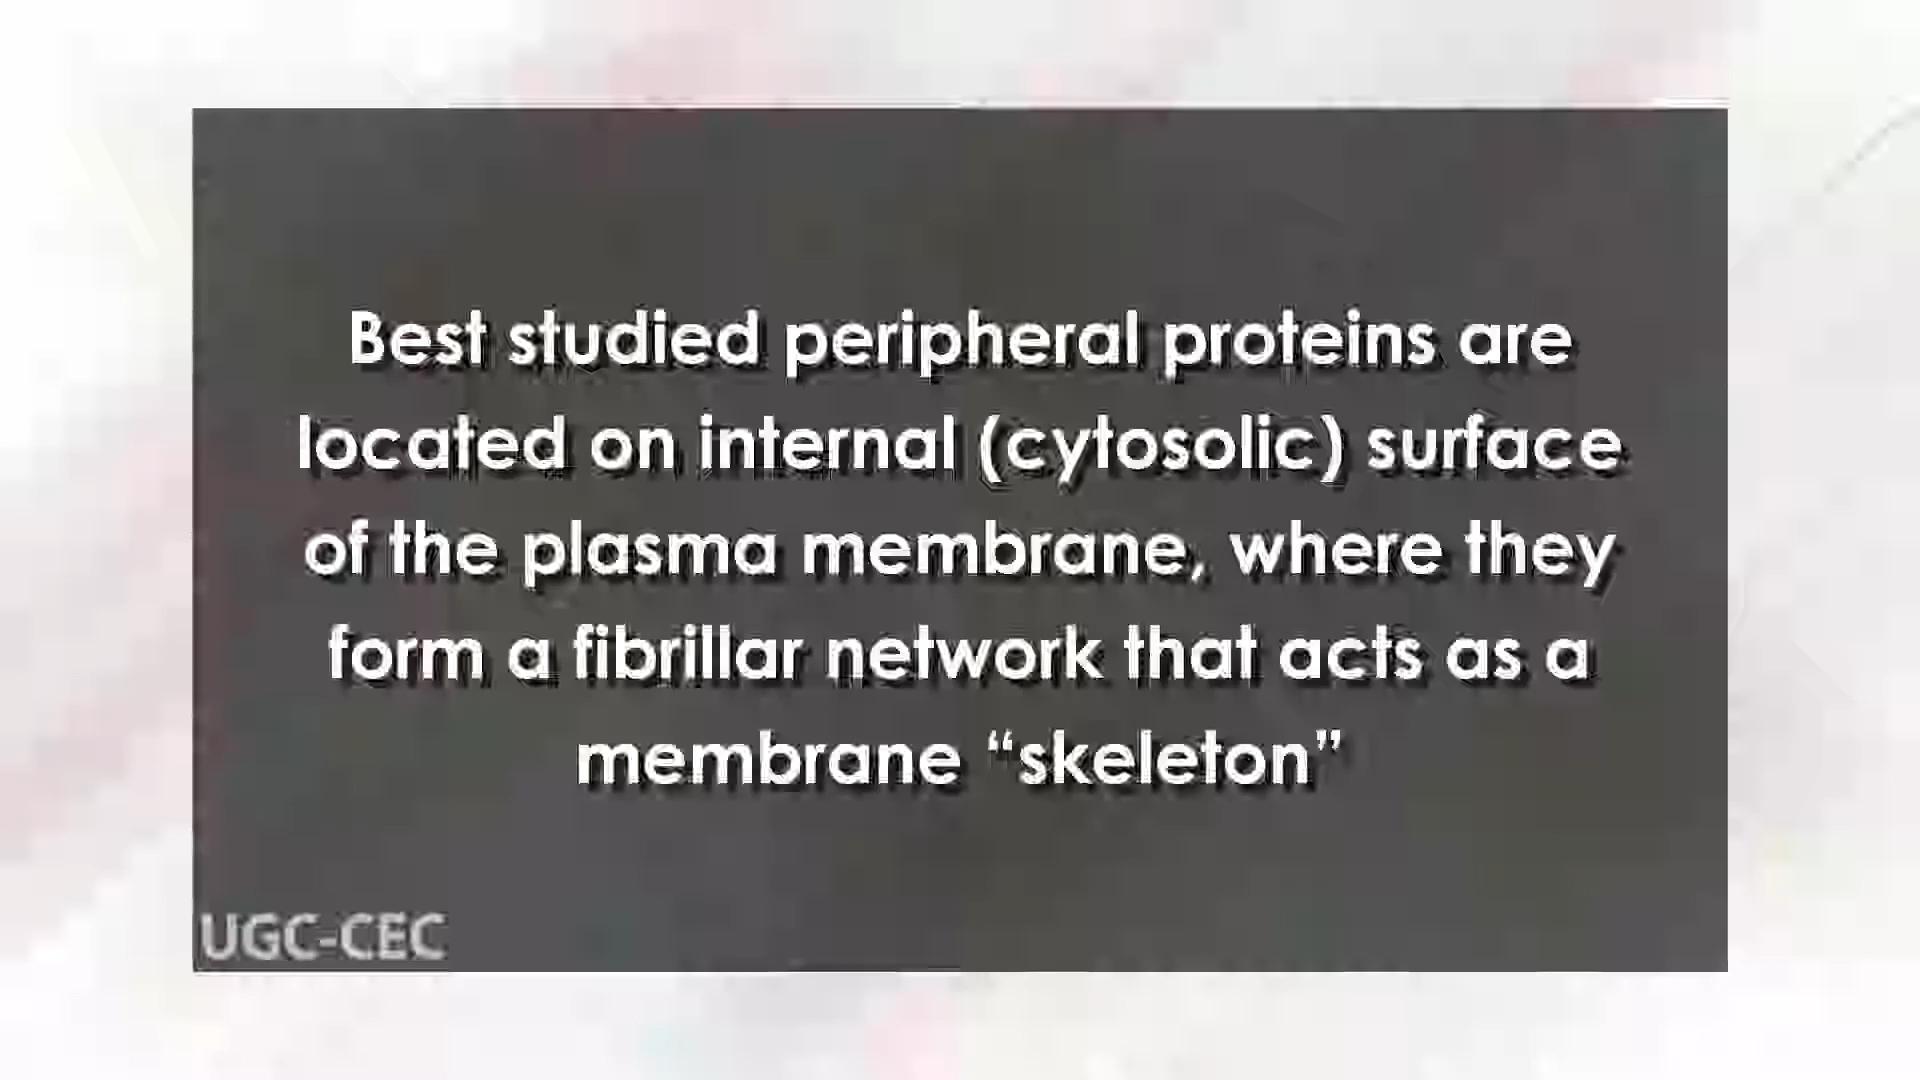 Best studied peripheral proteins are
located on internal (cytosolic) surface
of the plasma membrane, where they
form a fibrillar network that acts as a
membrane “skeleton”
UGC-CEC